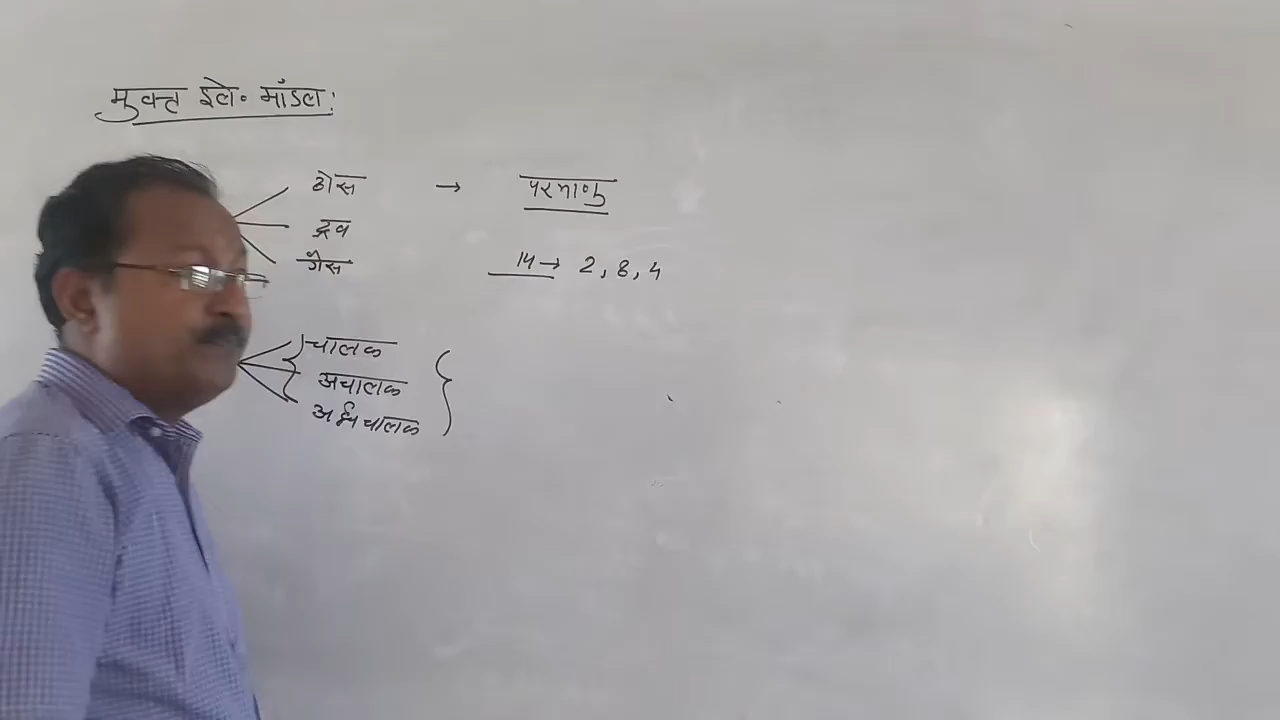 मुक्त इले० मॉडल:
ठोस → परमाणु
द्रव
गैस
14 → 2, 8, 4
चालक
अचालक
अर्धचालक